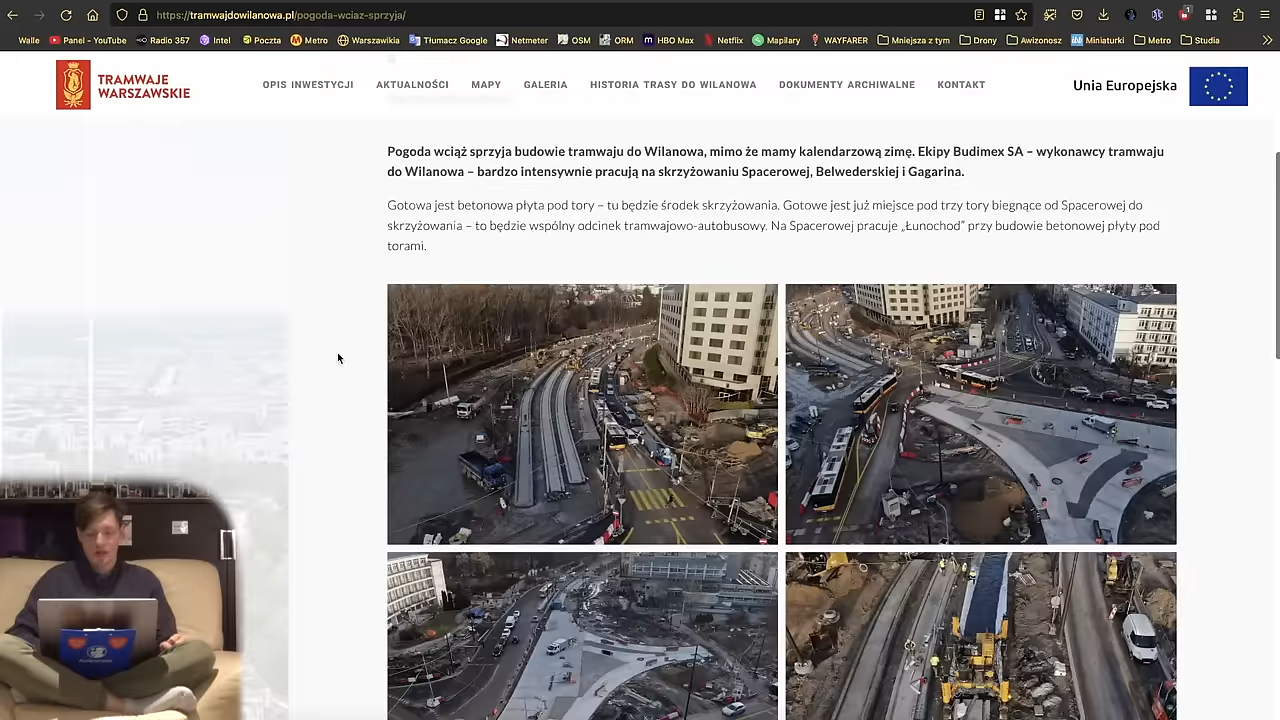 https://tramwajdowilanowa.pl/pogoda-wciaz-sprzyja/
1
Walle
Panel - YouTube
Radio 357
Intel
Poczta
Metro
Warszawikia
Tłumacz Google
Netmeter
OSM
ORM
HBO Max
Netflix
Mapilary
WAYFARER
Mniejsza z tym
Drony
Awizonosz
Miniaturki
Metro
Studia
TRAMWAJE
WARSZAWSKIE
OPIS INWESTYCJI
AKTUALNOŚCI
MAPY
GALERIA
HISTORIA TRASY DO WILANOWA
DOKUMENTY ARCHIWALNE
KONTAKT
Unia Europejska
Pogoda wciąż sprzyja budowie tramwaju do Wilanowa, mimo że mamy kalendarzową zimę. Ekipy Budimex SA – wykonawcy tramwaju
do Wilanowa – bardzo intensywnie pracują na skrzyżowaniu Spacerowej, Belwederskiej i Gagarina.
Gotowa jest betonowa płyta pod tory – tu będzie środek skrzyżowania. Gotowe jest już miejsce pod trzy tory biegnące od Spacerowej do
skrzyżowania – to będzie wspólny odcinek tramwajowo-autobusowy. Na Spacerowej pracuje „Łunochod” przy budowie betonowej płyty pod
torami.